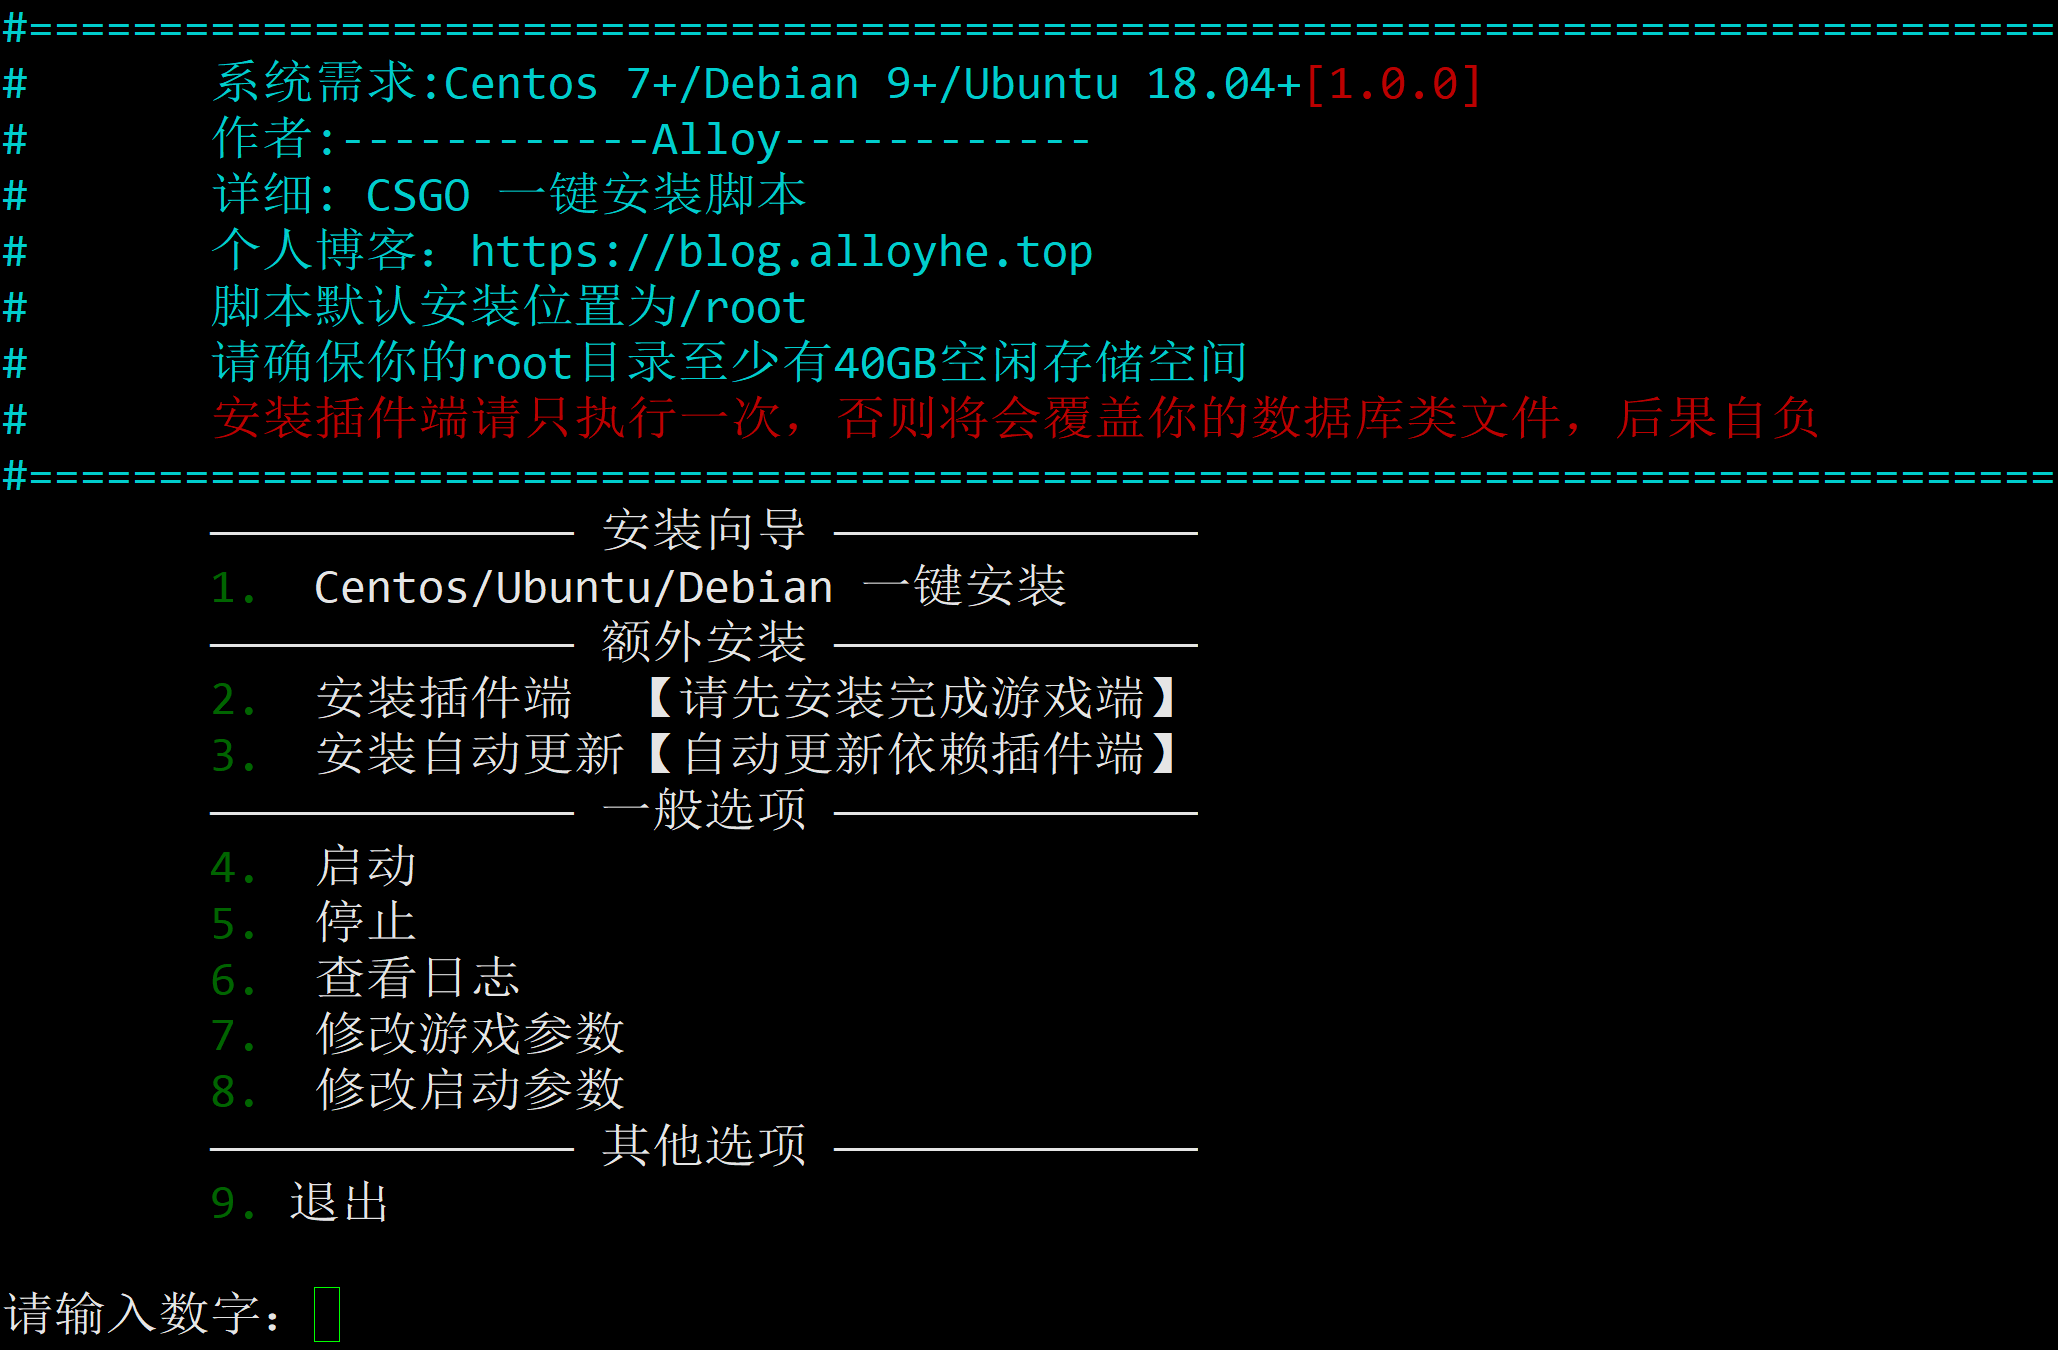 #==============================================================================
# 系统需求:Centos 7+/Debian 9+/Ubuntu 18.04+[1.0.0]
# 作者:------------Alloy------------
# 详细: CSGO 一键安装脚本
# 个人博客：https://blog.alloyhe.top
# 脚本默认安装位置为/root
# 请确保你的root目录至少有40GB空闲存储空间
# 安装插件端请只执行一次，否则将会覆盖你的数据库类文件，后果自负
#==============================================================================
—————————————— 安装向导 ——————————————
1. Centos/Ubuntu/Debian 一键安装
—————————————— 额外安装 ——————————————
2. 安装插件端 【请先安装完成游戏端】
3. 安装自动更新【自动更新依赖插件端】
—————————————— 一般选项 ——————————————
4. 启动
5. 停止
6. 查看日志
7. 修改游戏参数
8. 修改启动参数
—————————————— 其他选项 ——————————————
9. 退出
请输入数字：